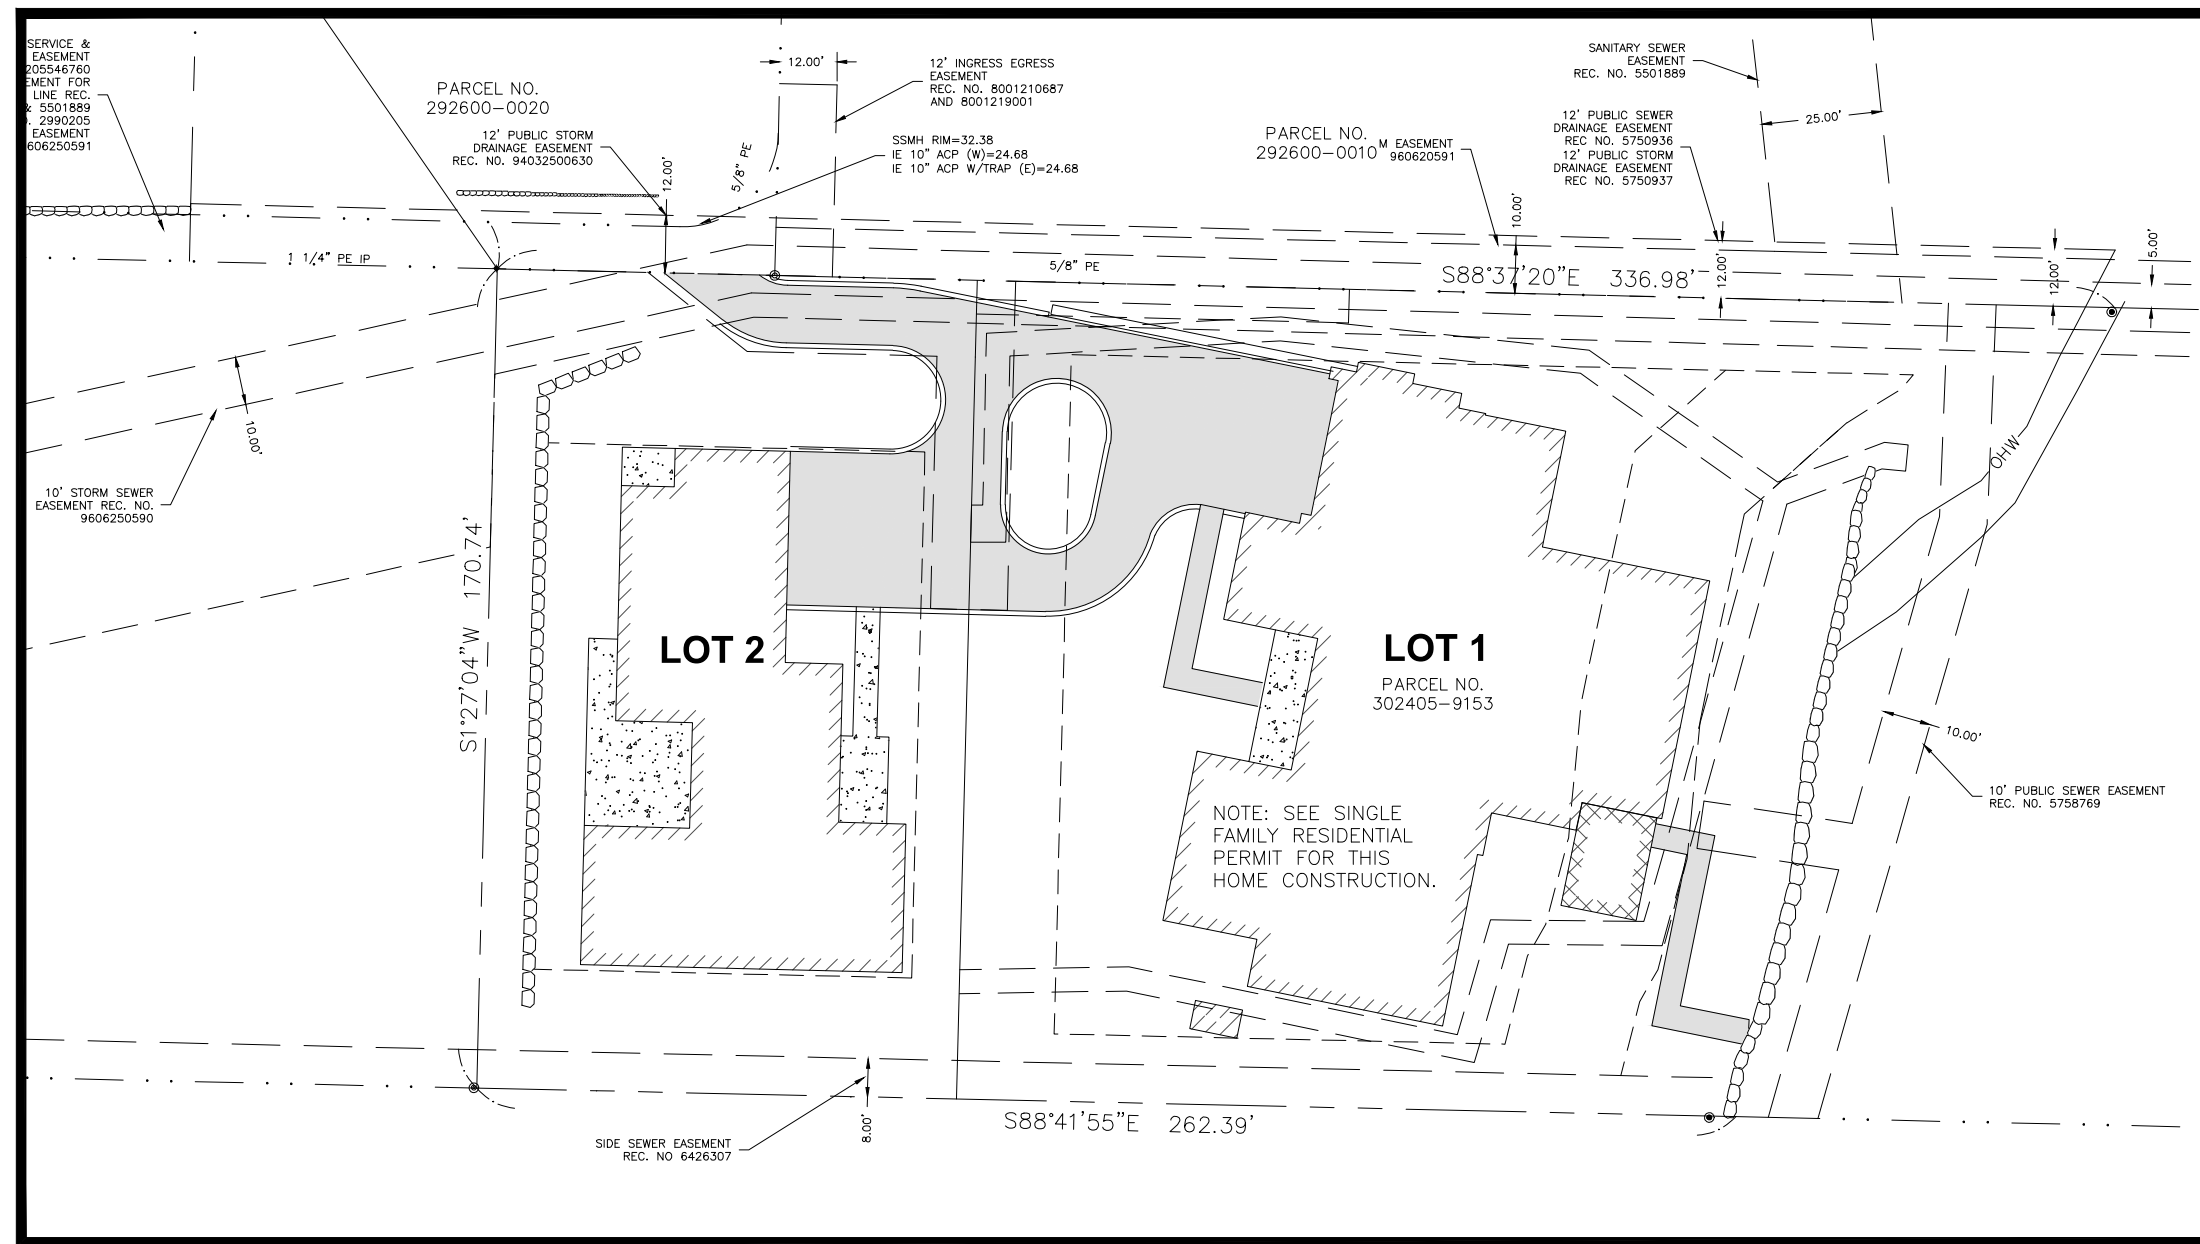 SERVICE &
EASEMENT
205546760
EMENT FOR
LINE REC.
& 5501889
. 2990205
EASEMENT
606250591
PARCEL NO.
292600-0020
12' PUBLIC STORM
DRAINAGE EASEMENT
REC. NO. 94032500630
12.00'
5/8" PE
12.00'
12' INGRESS EGRESS
EASEMENT
REC. NO. 8001210687
AND 8001219001
SSMH RIM=32.38
IE 10" ACP (W)=24.68
IE 10" ACP W/TRAP (E)=24.68
PARCEL NO.
292600-0010
M EASEMENT
960620591
SANITARY SEWER
EASEMENT
REC. NO. 5501889
12' PUBLIC SEWER
DRAINAGE EASEMENT
REC NO. 5750936
12' PUBLIC STORM
DRAINAGE EASEMENT
REC NO. 5750937
25.00'
10.00'
12.00'
12.00'
5.00'
1 1/4" PE IP
5/8" PE
S88°37'20"E 336.98'
10.00'
10' STORM SEWER
EASEMENT REC. NO.
9606250590
S1°27'04"W 170.74'
OHW
LOT 2
LOT 1
PARCEL NO.
302405-9153
10.00'
10' PUBLIC SEWER EASEMENT
REC. NO. 5758769
NOTE: SEE SINGLE
FAMILY RESIDENTIAL
PERMIT FOR THIS
HOME CONSTRUCTION.
8.00'
S88°41'55"E 262.39'
SIDE SEWER EASEMENT
REC. NO 6426307